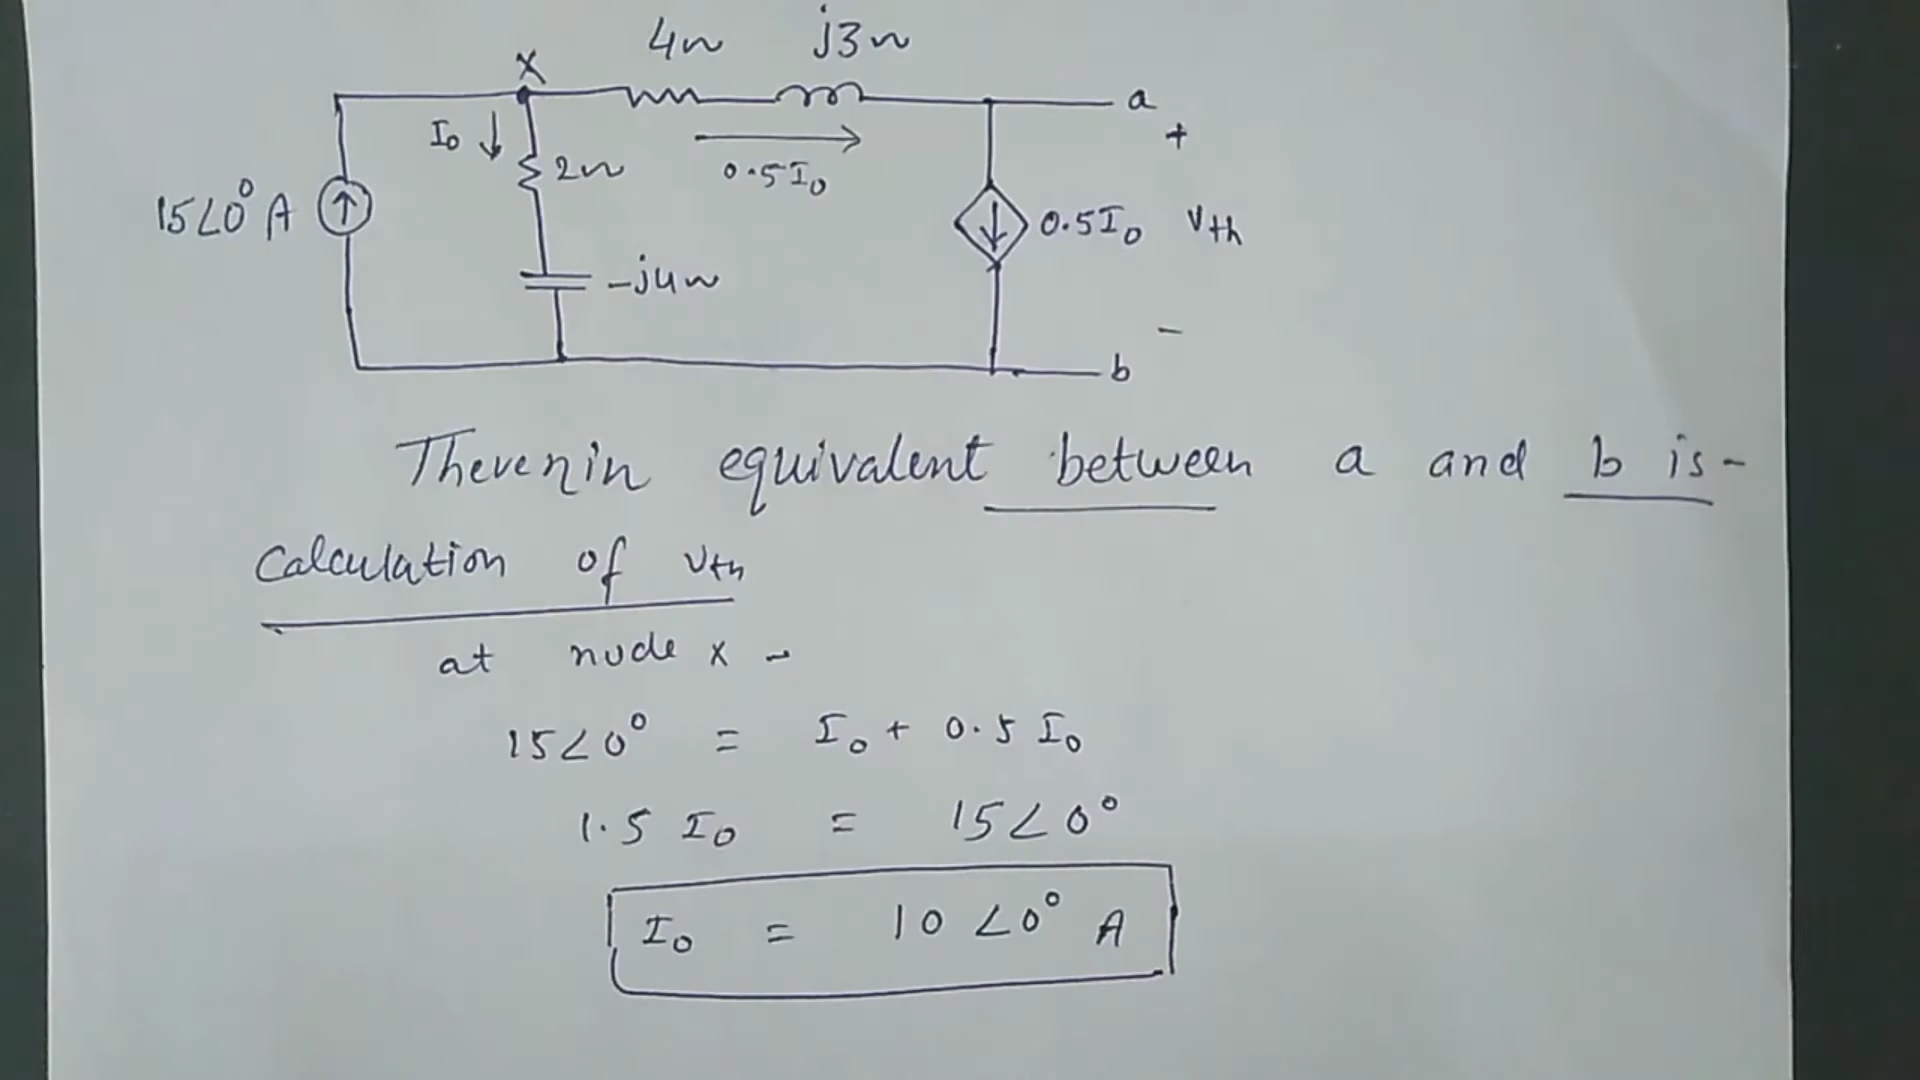 4Ω j3Ω
X
a
+
I₀ ↓ 2Ω
0.5I₀
15∠0° A
0.5I₀ Vth
-j4Ω
-
b
Thevenin equivalent between a and b is-
Calculation of Vth
at node x -
15∠0° = I₀ + 0.5 I₀
1.5 I₀ = 15∠0°
I₀ = 10∠0° A